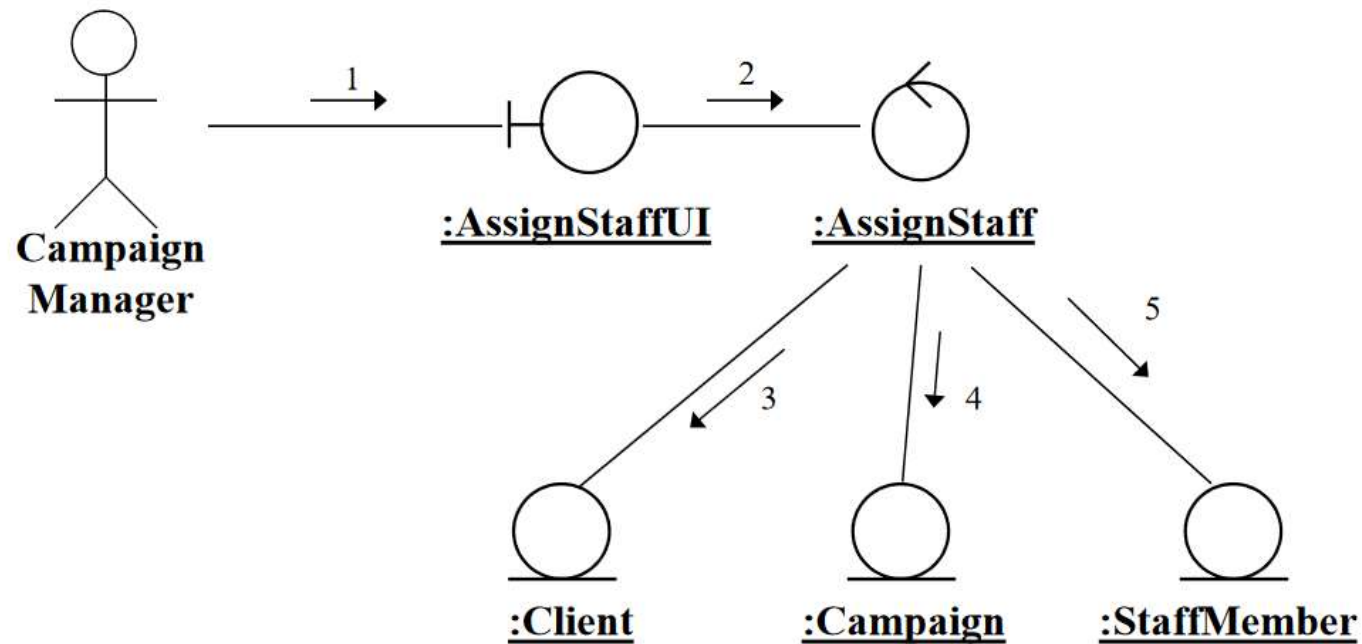 1
2
:AssignStaffUI
:AssignStaff
Campaign
Manager
5
3
4
:Client
:Campaign
:StaffMember